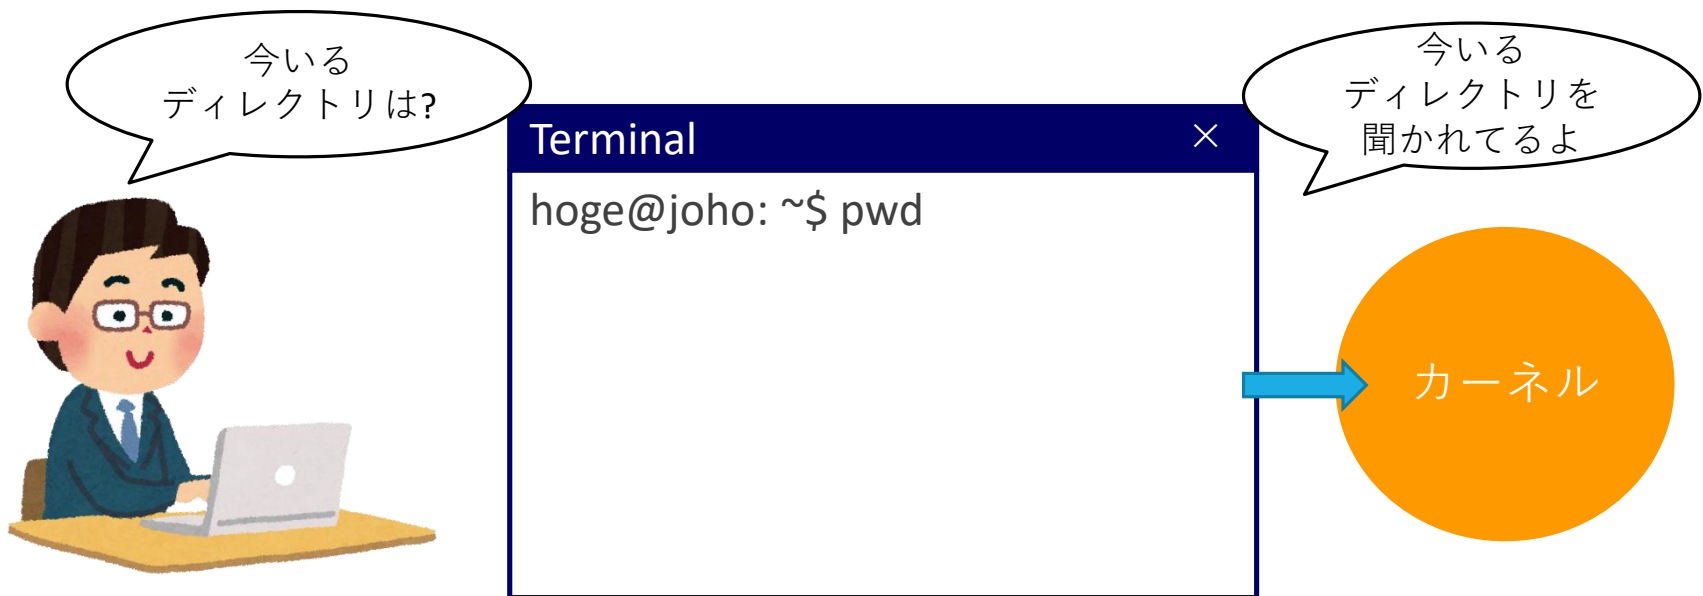 今いる
ディレクトリは?
Terminal ×
hoge@joho: ~$ pwd
今いる
ディレクトリを
聞かれてるよ
カーネル